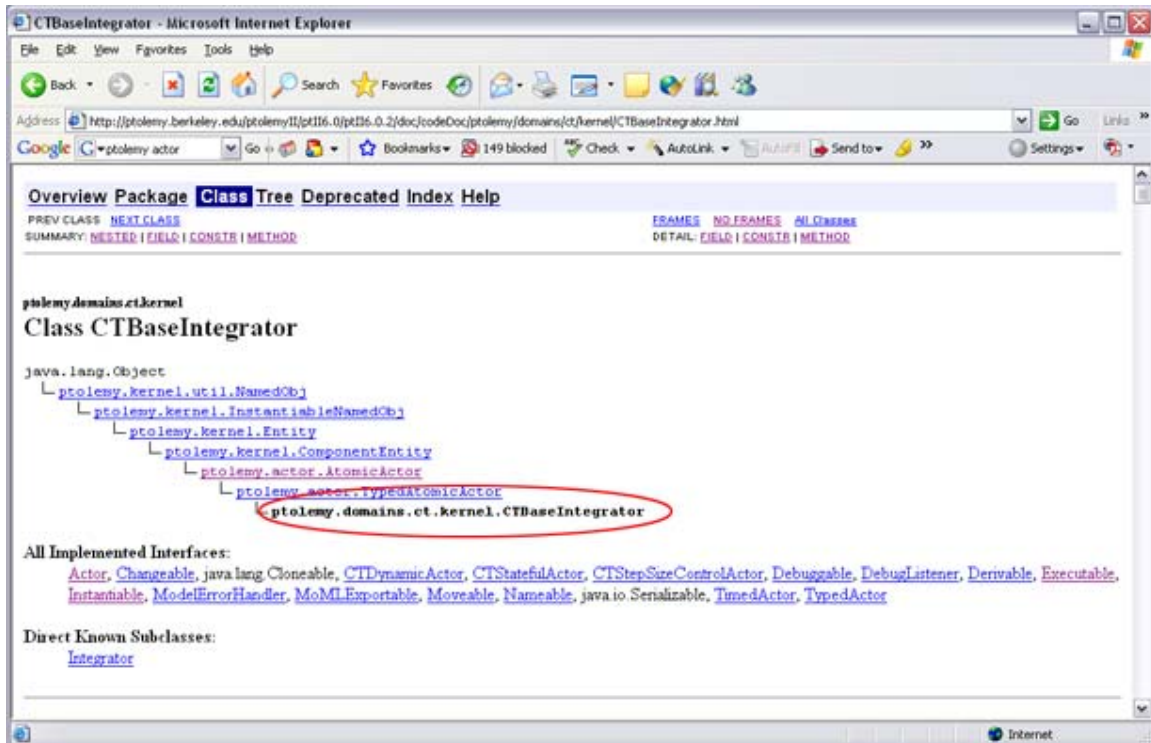 CTBaseIntegrator - Microsoft Internet Explorer
File Edit View Favorites Tools Help
Back Search Favorites
Address http://ptolemy.berkeley.edu/ptolemyII/ptII6.0/ptII6.0.2/doc/codeDoc/ptolemy/domains/ct/kernel/CTBaseIntegrator.html Go Links »
Google ptolemy actor Go Bookmarks 149 blocked Check AutoLink AutoFill Send to » Settings
Overview Package Class Tree Deprecated Index Help
PREV CLASS NEXT CLASS FRAMES NO FRAMES All Classes
SUMMARY: NESTED | FIELD | CONSTR | METHOD DETAIL: FIELD | CONSTR | METHOD
ptolemy.domains.ct.kernel
Class CTBaseIntegrator
java.lang.Object
ptolemy.kernel.util.NamedObj
ptolemy.kernel.InstantiableNamedObj
ptolemy.kernel.Entity
ptolemy.kernel.ComponentEntity
ptolemy.actor.AtomicActor
ptolemy.actor.TypedAtomicActor
ptolemy.domains.ct.kernel.CTBaseIntegrator
All Implemented Interfaces:
Actor, Changeable, java.lang.Cloneable, CTDynamicActor, CTStatefulActor, CTStepSizeControlActor, Debuggable, DebugListener, Derivable, Executable,
Instantiable, ModelErrorHandler, MoMLExportable, Moveable, Nameable, java.io.Serializable, TimedActor, TypedActor
Direct Known Subclasses:
Integrator
Internet